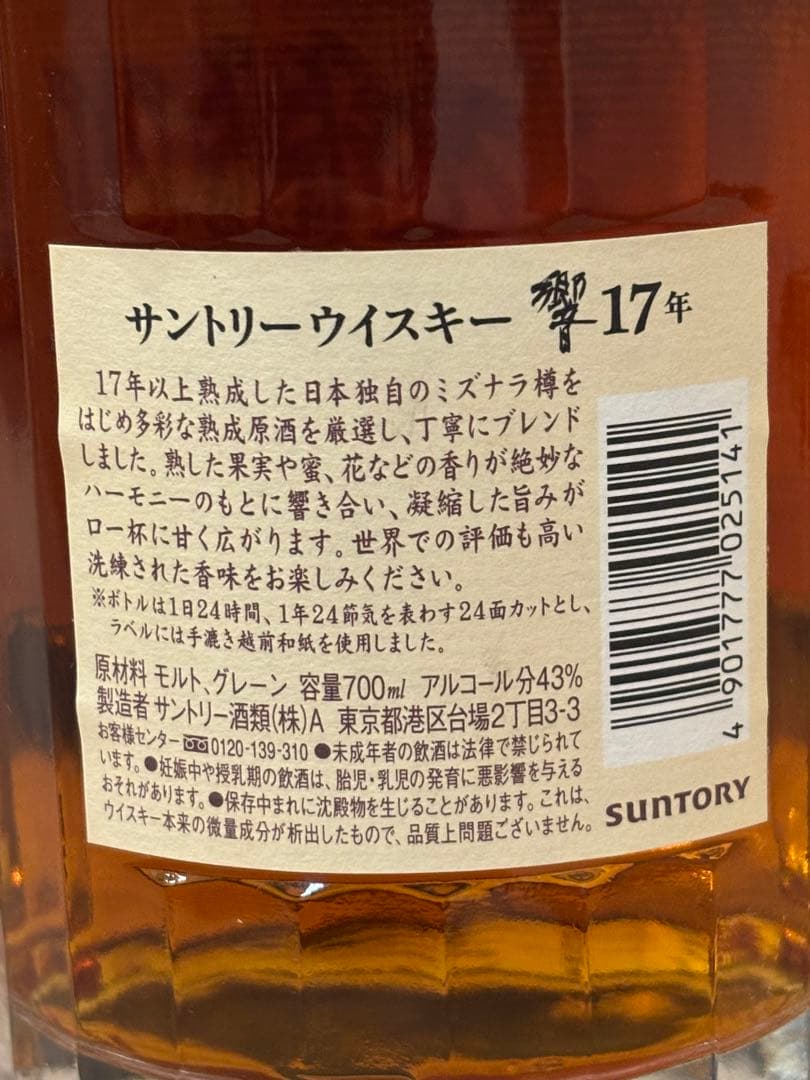 サントリーウイスキー 響17年
17年以上熟成した日本独自のミズナラ樽を
はじめ多彩な熟成原酒を厳選し、丁寧にブレンド
しました。熟した果実や蜜、花などの香りが絶妙な
ハーモニーのもとに響き合い、凝縮した旨みが
口一杯に甘く広がります。世界での評価も高い
洗練された香味をお楽しみください。
※ボトルは1日24時間、1年24節気を表わす24面カットとし、
ラベルには手漉き越前和紙を使用しました。
原材料 モルト、グレーン 容量700ml アルコール分43%
製造者 サントリー酒類(株)A 東京都港区台場2丁目3-3
お客様センター 0120-139-310 ●未成年者の飲酒は法律で禁じられて
います。●妊娠中や授乳期の飲酒は、胎児・乳児の発育に悪影響を与える
おそれがあります。●保存中まれに沈殿物を生じることがあります。これは、
ウイスキー本来の微量成分が析出したもので、品質上問題ございません。
4 901777 025141
SUNTORY